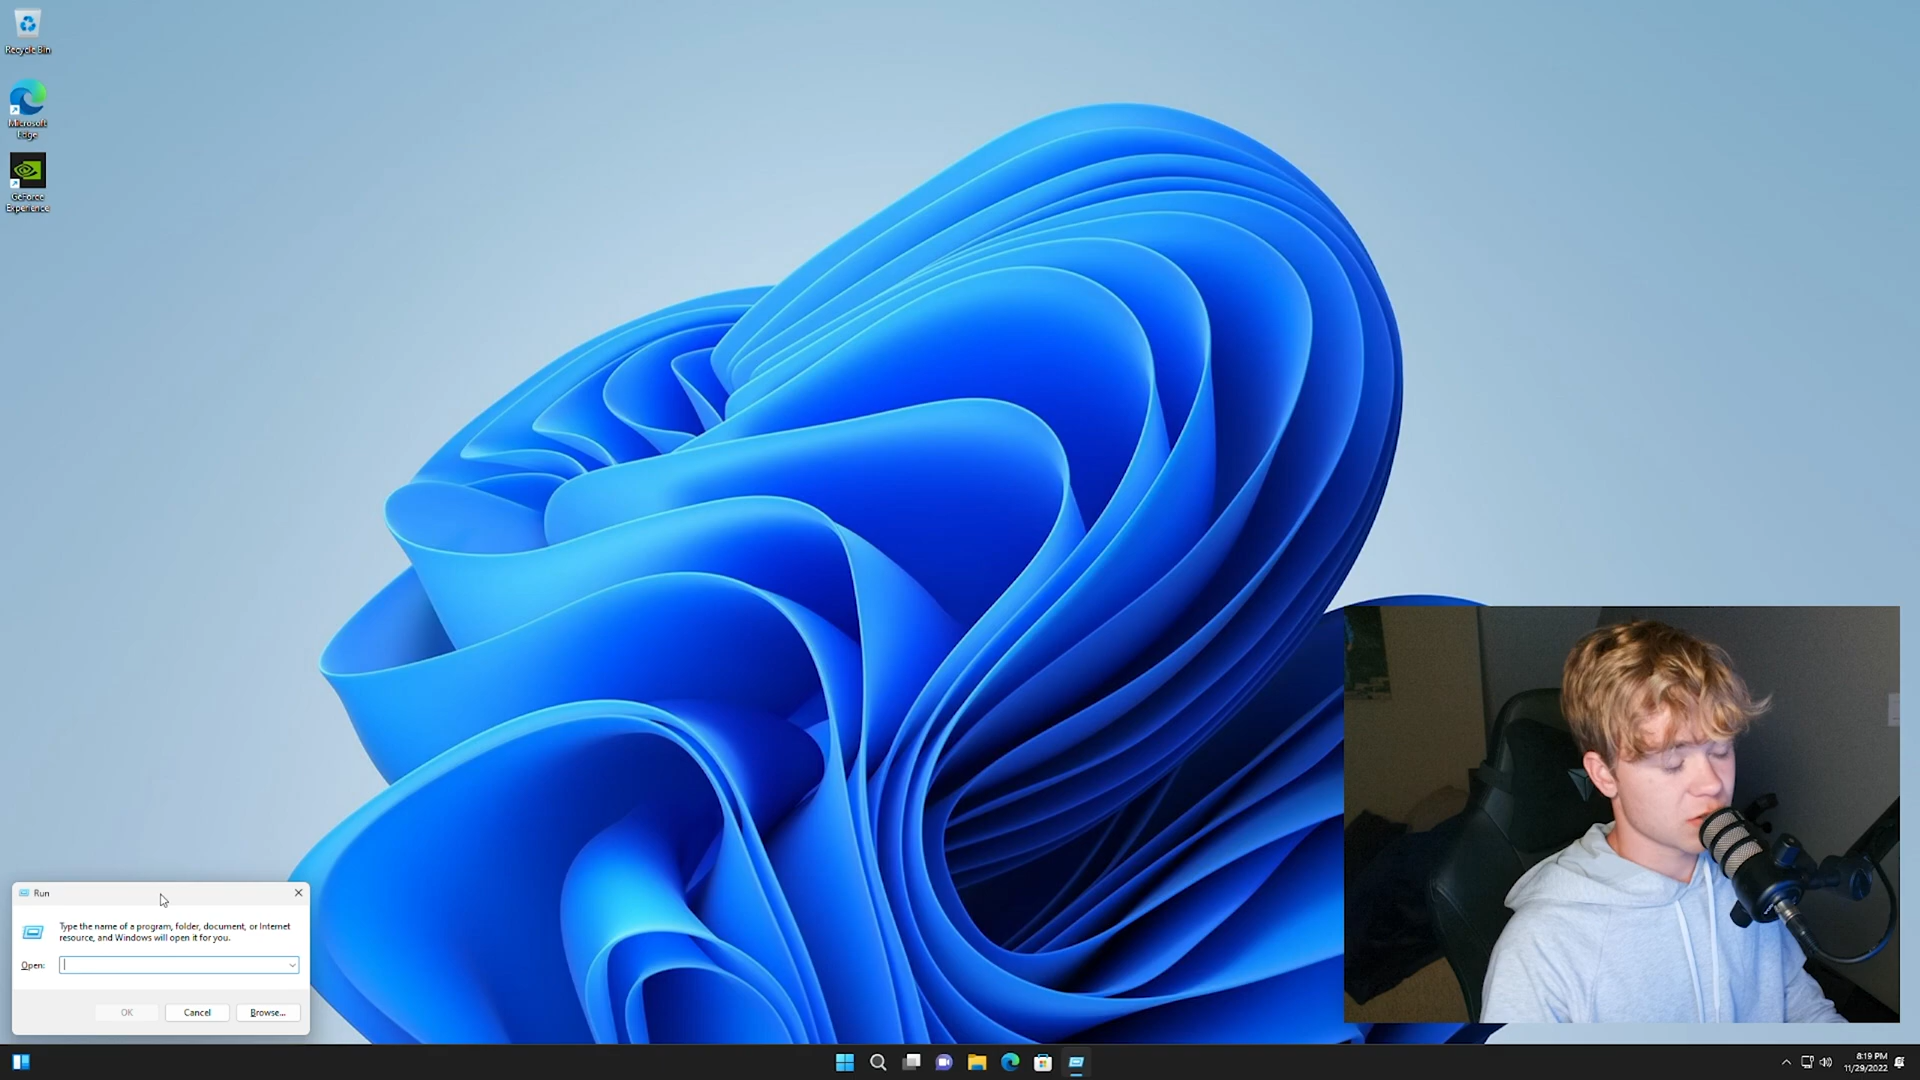 Recycle Bin
Microsoft
Edge
GeForce
Experience
Run
Type the name of a program, folder, document, or Internet
resource, and Windows will open it for you.
Open:
OK
Cancel
Browse...
8:19 PM
11/29/2022